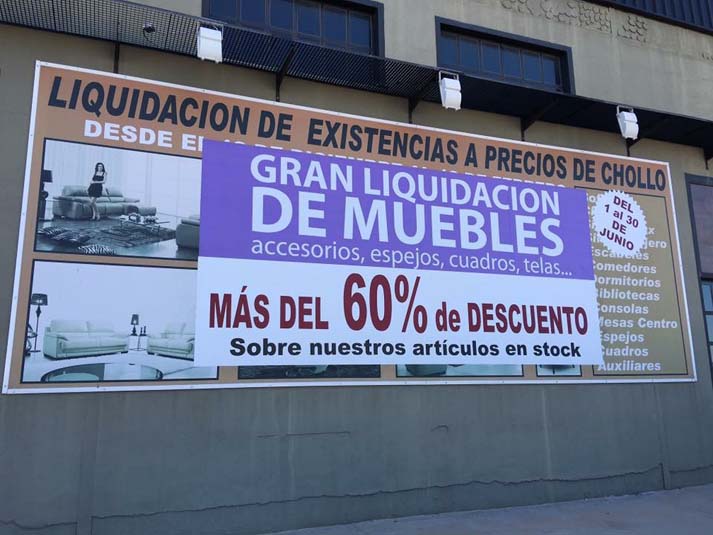 LIQUIDACION DE EXISTENCIAS A PRECIOS DE CHOLLO
DESDE EL
GRAN LIQUIDACION
DE MUEBLES
accesorios, espejos, cuadros, telas...
MÁS DEL 60% de DESCUENTO
Sobre nuestros artículos en stock
DEL
1 al 30
DE
JUNIO
Comedores
Dormitorios
Bibliotecas
Consolas
Mesas Centro
Espejos
Cuadros
Auxiliares